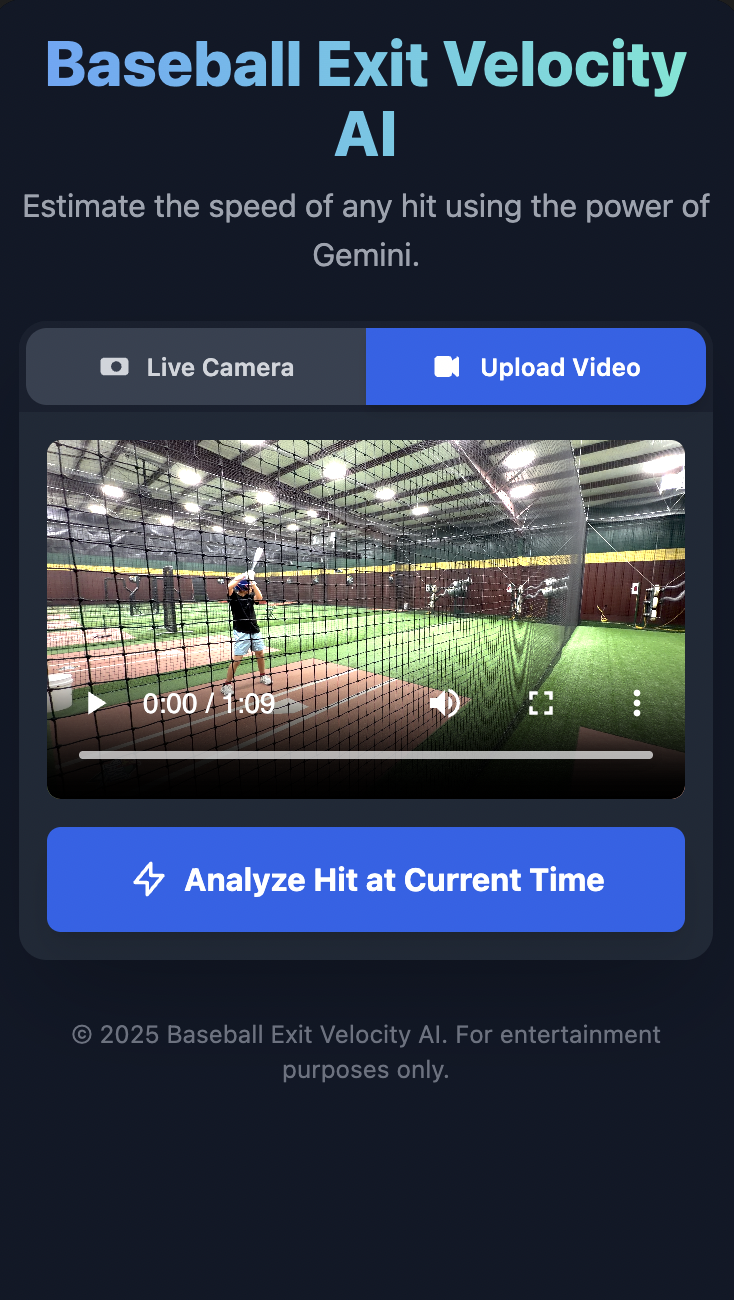 Baseball Exit Velocity
AI
Estimate the speed of any hit using the power of
Gemini.
Live Camera
Upload Video
0:00 / 1:09
Analyze Hit at Current Time
© 2025 Baseball Exit Velocity AI. For entertainment
purposes only.